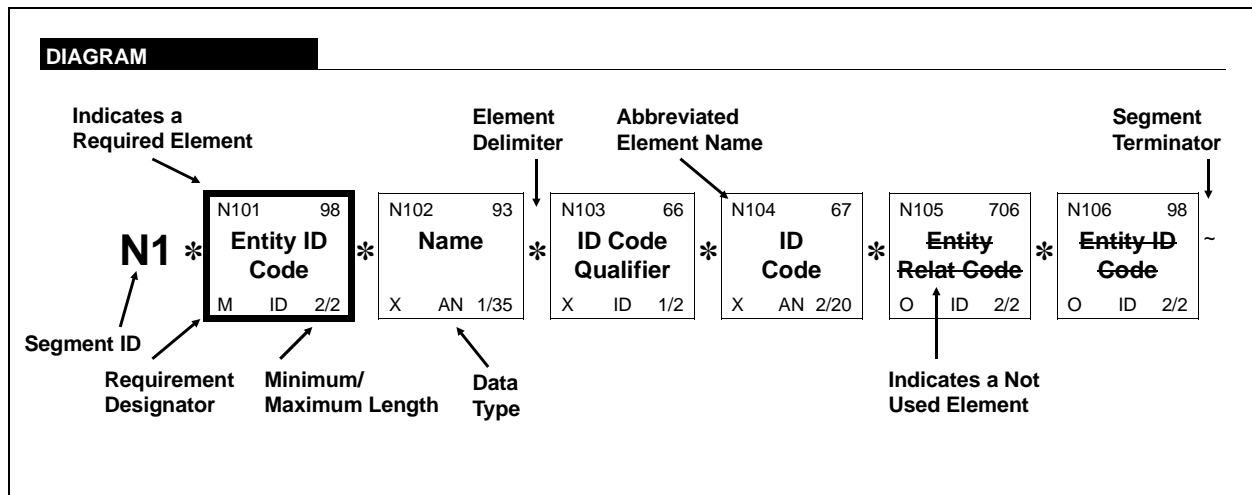 DIAGRAM
Indicates a
Required Element
Element
Delimiter
Abbreviated
Element Name
Segment
Terminator
N1
*
N101 98
Entity ID
Code
M ID 2/2
*
N102 93
Name
X AN 1/35
*
N103 66
ID Code
Qualifier
X ID 1/2
*
N104 67
ID
Code
X AN 2/20
*
N105 706
Entity
Relat Code
O ID 2/2
*
N106 98
Entity ID
Code
O ID 2/2
~
Segment ID
Requirement
Designator
Minimum/
Maximum Length
Data
Type
Indicates a Not
Used Element